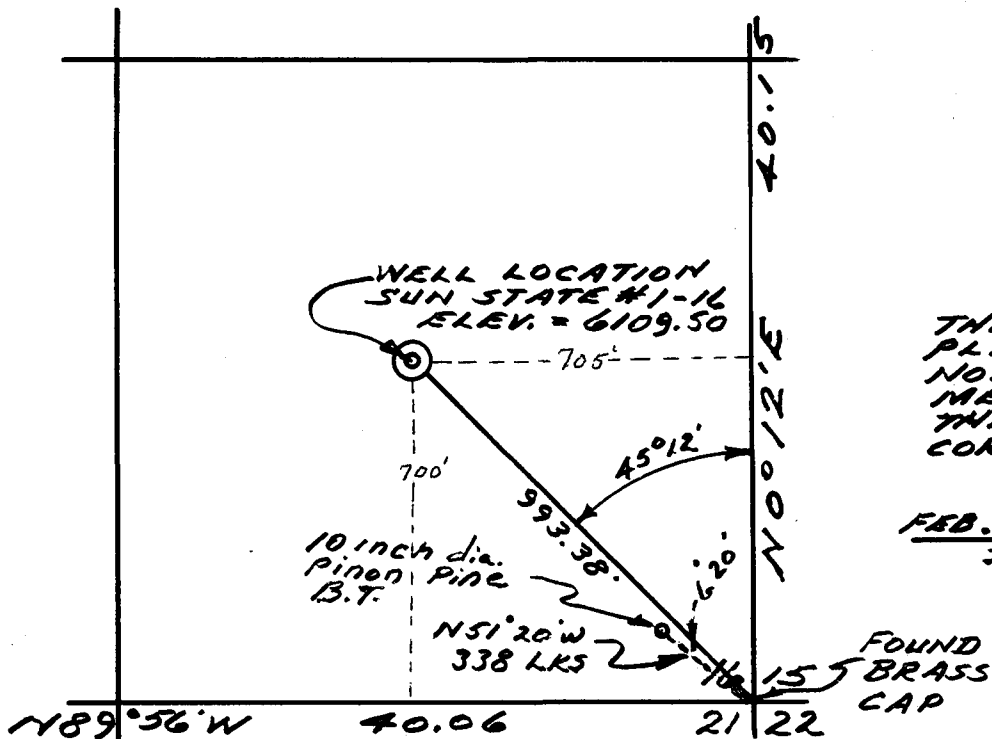 40.15
WELL LOCATION
SUN STATE #1-16
ELEV. = 6109.50
705'
N0°12'E
700'
45°12'
993.38'
10 inch dia.
Pinon Pine
B.T.
6°20'
N51°20'W
338 LKS
16 15
21 22
FOUND
BRASS
CAP
N89°56'W 40.06
FEB.